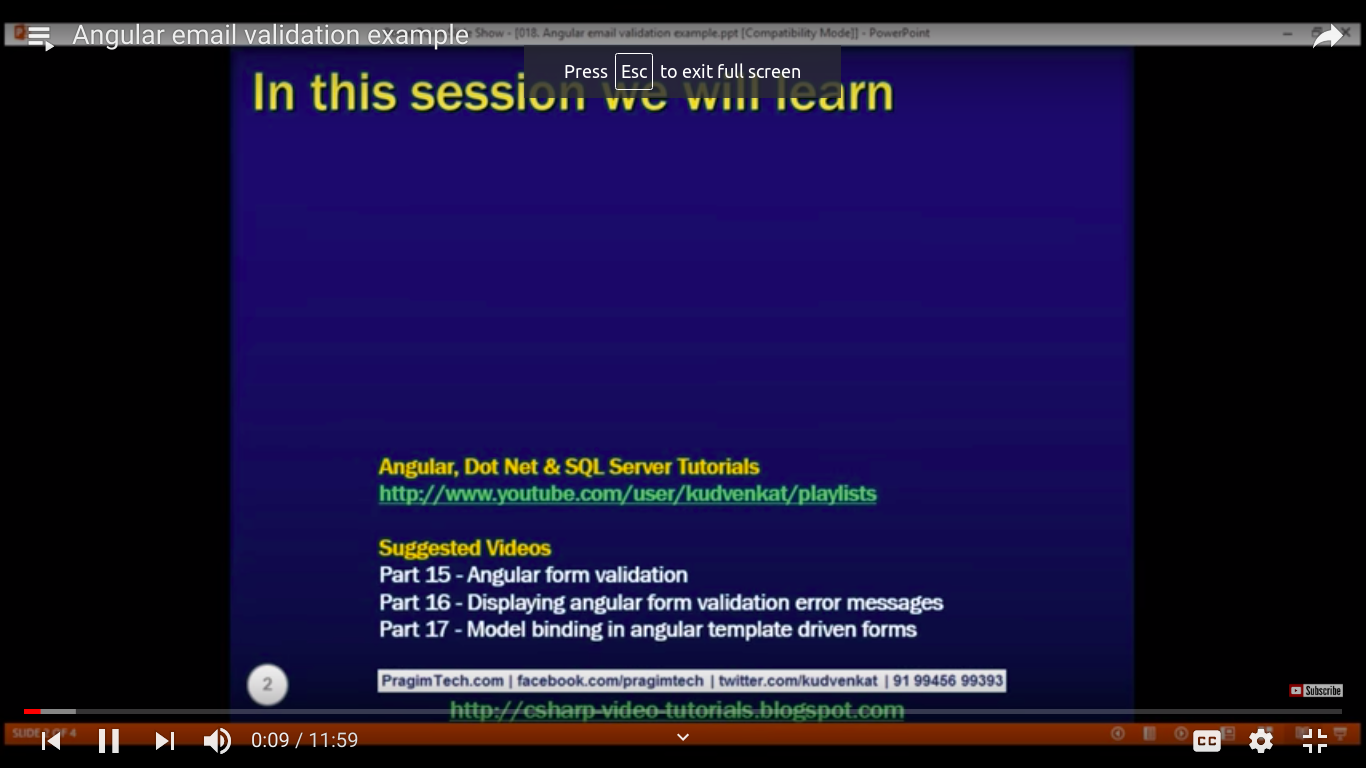 Angular email validation example
Show - [018. Angular email validation example.ppt [Compatibility Mode]] - PowerPoint
Press Esc to exit full screen
In this session we will learn
Angular, Dot Net & SQL Server Tutorials
http://www.youtube.com/user/kudvenkat/playlists
Suggested Videos
Part 15 - Angular form validation
Part 16 - Displaying angular form validation error messages
Part 17 - Model binding in angular template driven forms
2
PragimTech.com | facebook.com/pragimtech | twitter.com/kudvenkat | 91 99456 99393
Subscribe
http://csharp-video-tutorials.blogspot.com
SLIDE OF 4
0:09 / 11:59
CC